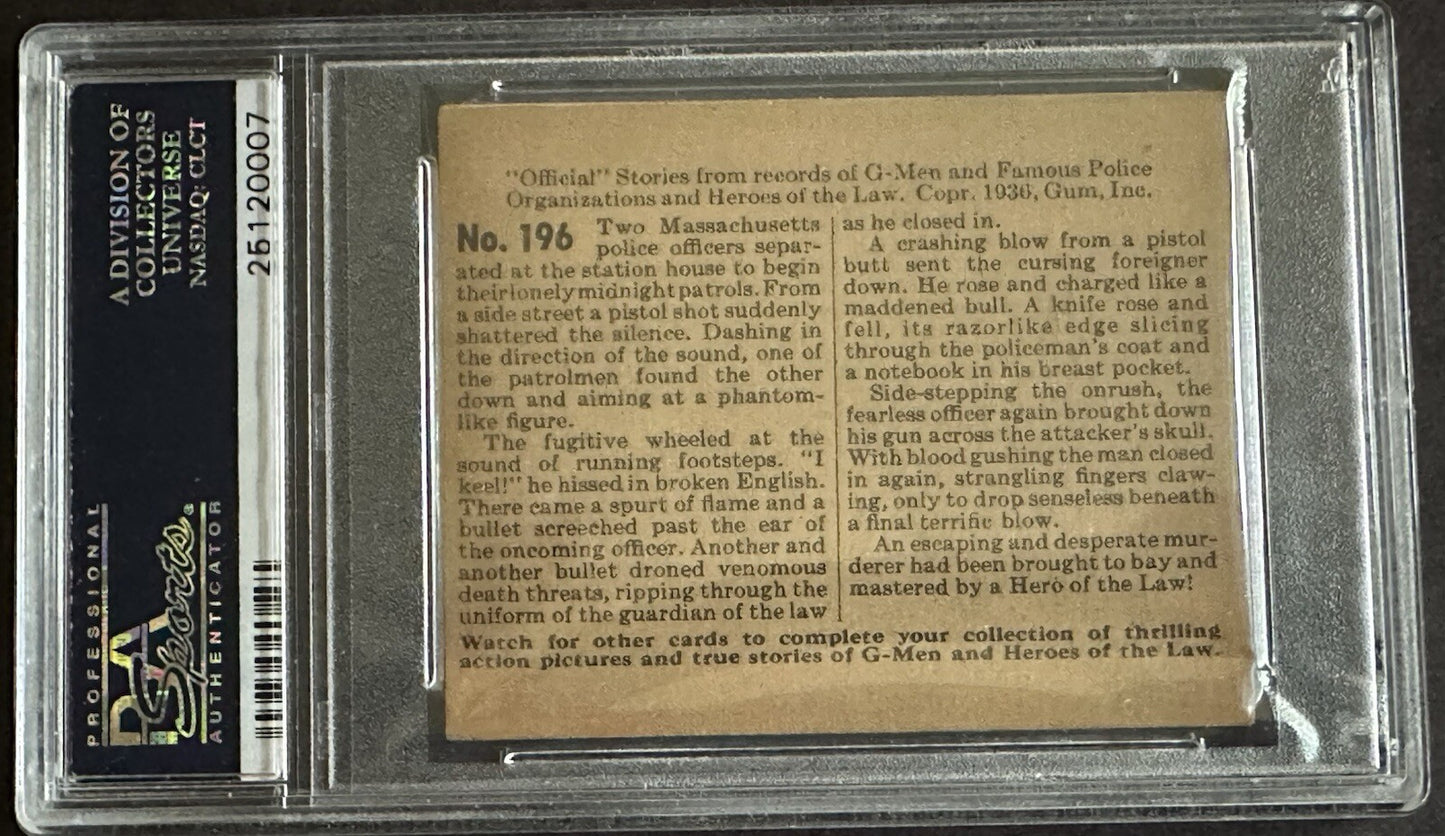 A DIVISION OF
COLLECTORS
UNIVERSE
NASDAQ: CLCT
PROFESSIONAL
PSA
Sports
AUTHENTICATOR
25120007
"Official" Stories from records of G-Men and Famous Police
Organizations and Heroes of the Law. Copr. 1936, Gum, Inc.
No. 196 Two Massachusetts
police officers separ-
ated at the station house to begin
their lonely midnight patrols. From
a side street a pistol shot suddenly
shattered the silence. Dashing in
the direction of the sound, one of
the patrolmen found the other
down and aiming at a phantom-
like figure.
The fugitive wheeled at the
sound of running footsteps. "I
keel!" he hissed in broken English.
There came a spurt of flame and a
bullet screeched past the ear of
the oncoming officer. Another and
another bullet droned venomous
death threats, ripping through the
uniform of the guardian of the law
as he closed in.
A crashing blow from a pistol
butt sent the cursing foreigner
down. He rose and charged like a
maddened bull. A knife rose and
fell, its razorlike edge slicing
through the policeman's coat and
a notebook in his breast pocket.
Side-stepping the onrush, the
fearless officer again brought down
his gun across the attacker's skull.
With blood gushing the man closed
in again, strangling fingers claw-
ing, only to drop senseless beneath
a final terrific blow.
An escaping and desperate mur-
derer had been brought to bay and
mastered by a Hero of the Law!
Watch for other cards to complete your collection of thrilling
action pictures and true stories of G-Men and Heroes of the Law.